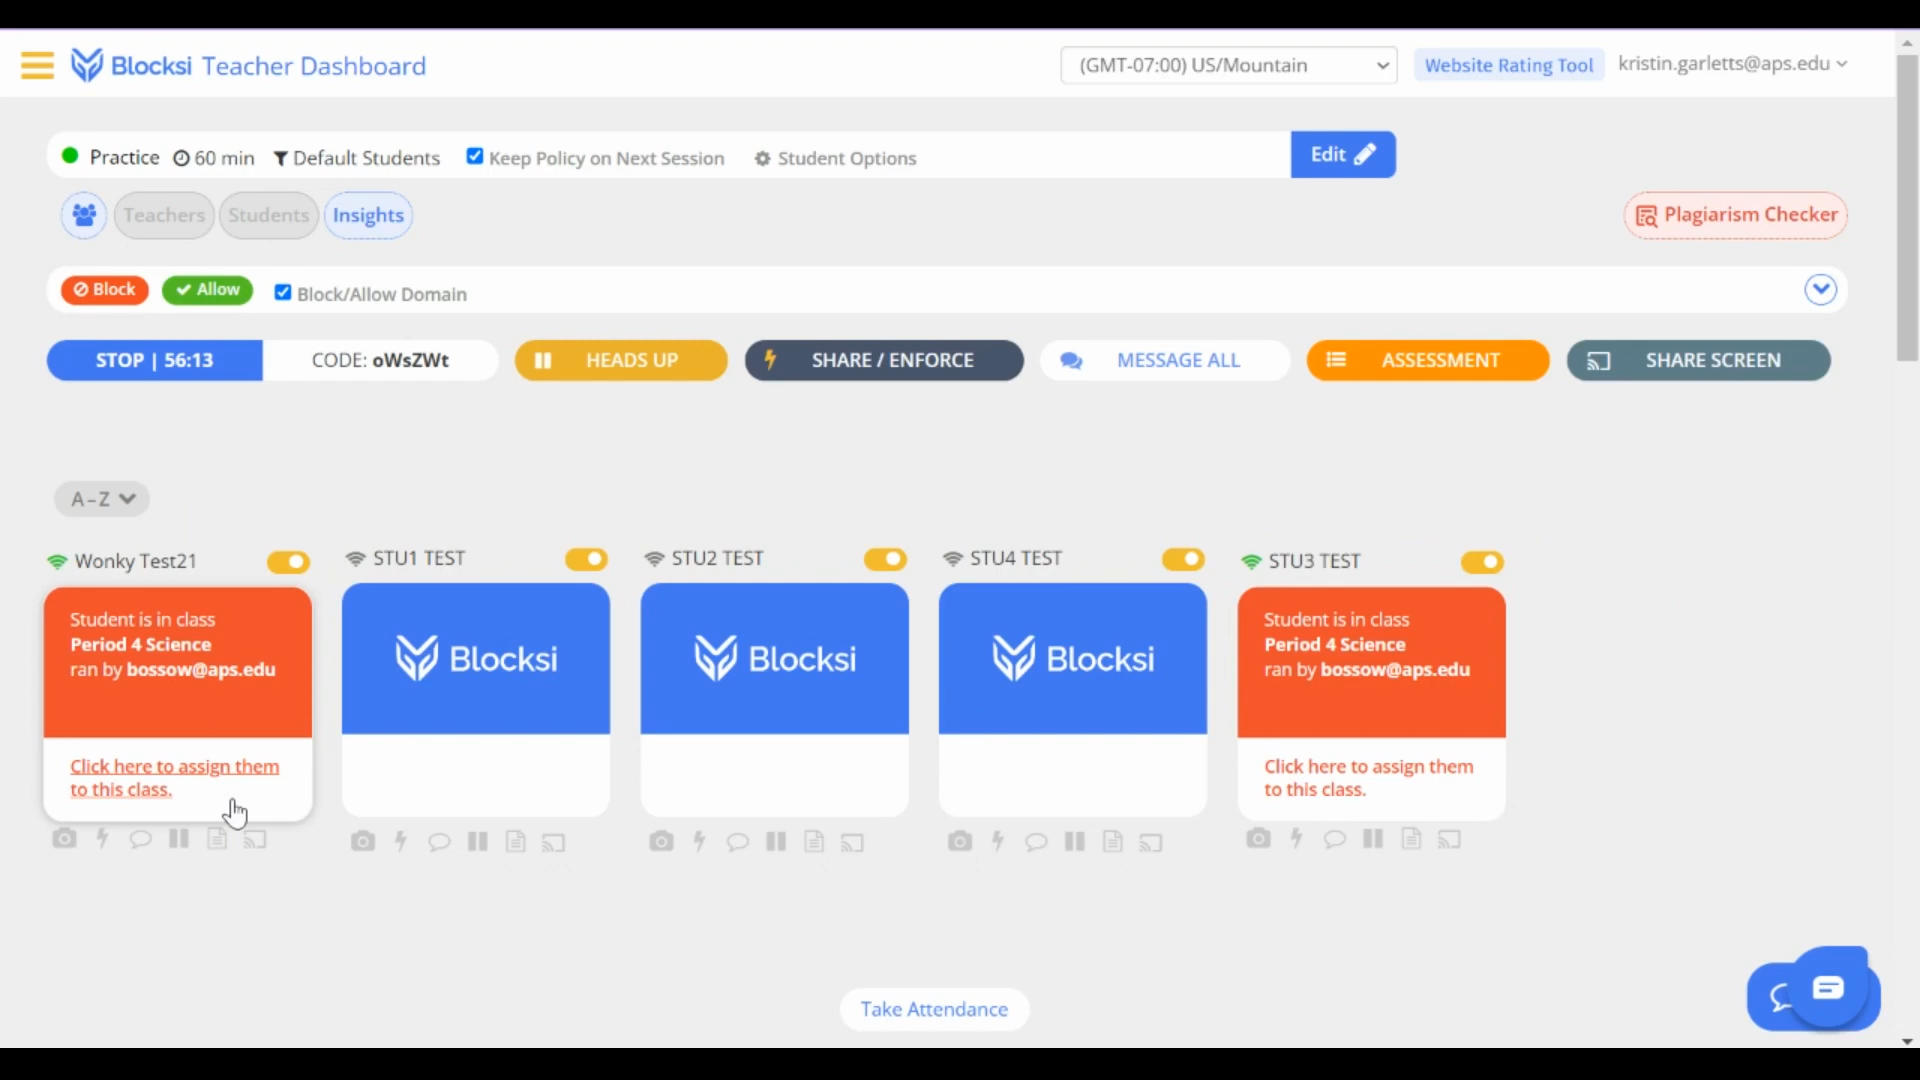 Blocksi Teacher Dashboard
(GMT-07:00) US/Mountain
Website Rating Tool
kristin.garletts@aps.edu
Practice 60 min Default Students Keep Policy on Next Session Student Options
Edit
Teachers Students Insights
Plagiarism Checker
Block Allow Block/Allow Domain
STOP | 56:13
CODE: oWsZWt
HEADS UP
SHARE / ENFORCE
MESSAGE ALL
ASSESSMENT
SHARE SCREEN
A-Z
Wonky Test21
Student is in class
Period 4 Science
ran by bossow@aps.edu
Click here to assign them
to this class.
STU1 TEST
Blocksi
STU2 TEST
Blocksi
STU4 TEST
Blocksi
STU3 TEST
Student is in class
Period 4 Science
ran by bossow@aps.edu
Click here to assign them
to this class.
Take Attendance